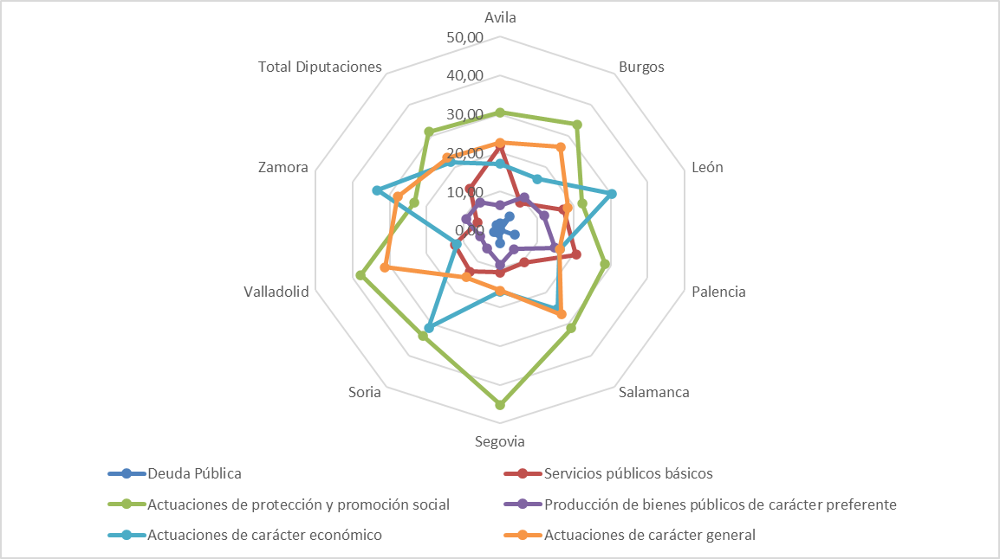 Avila
50,00
Total Diputaciones
Burgos
40,00
30,00
Zamora
20,00
León
10,00
0,00
Valladolid
Palencia
Soria
Salamanca
Segovia
Deuda Pública
Servicios públicos básicos
Actuaciones de protección y promoción social
Producción de bienes públicos de carácter preferente
Actuaciones de carácter económico
Actuaciones de carácter general